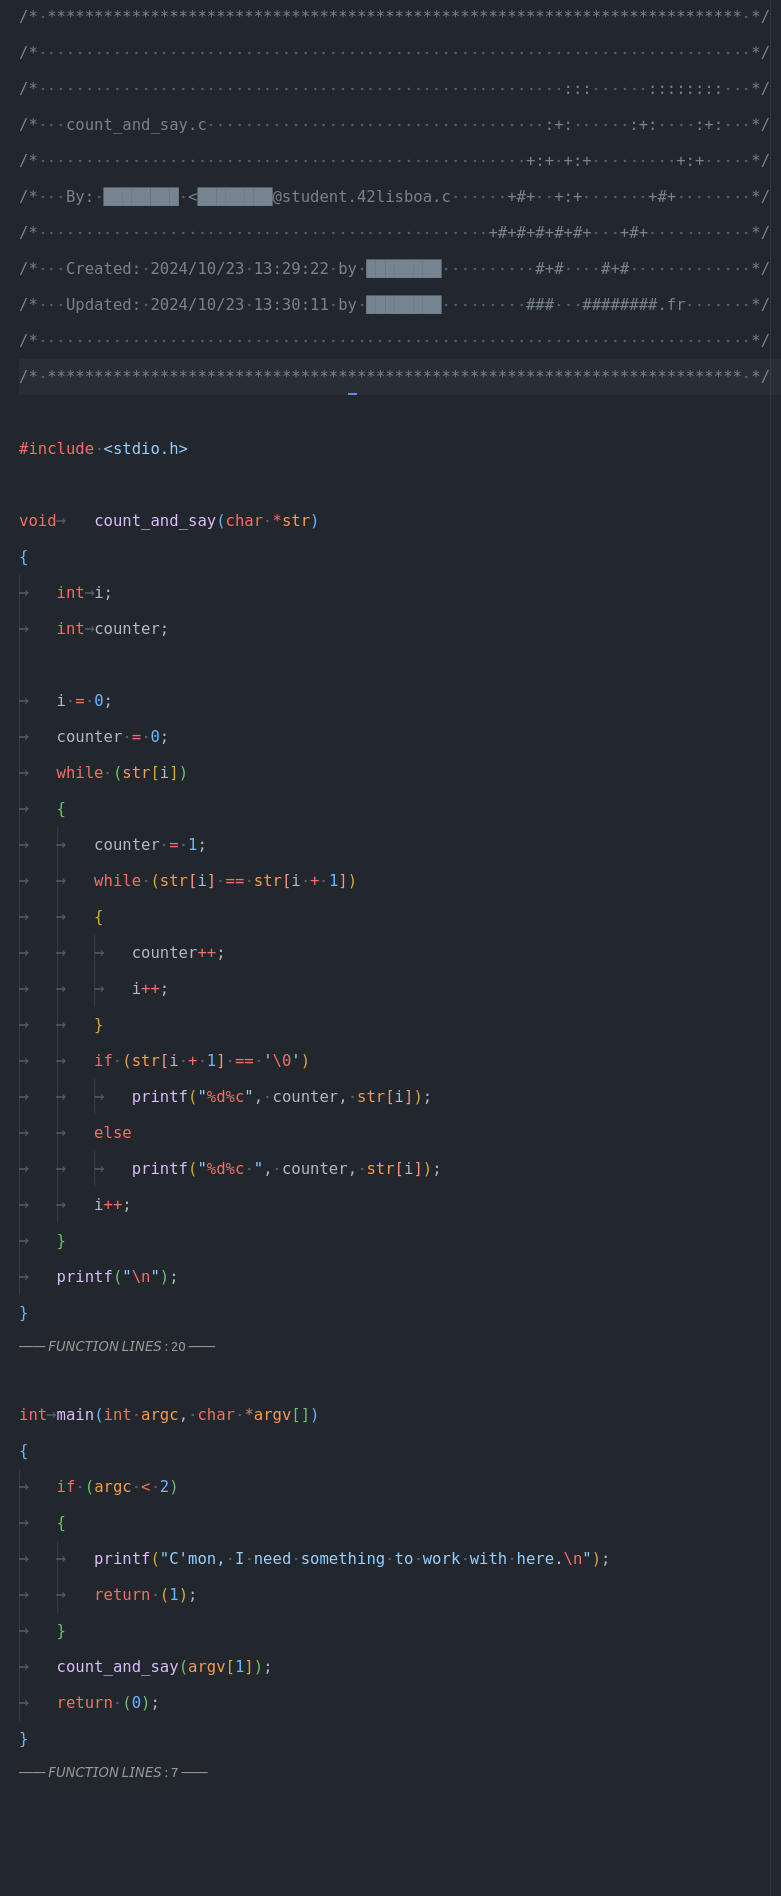 /* ************************************************************************** */
/*                                                                            */
/*                                                        :::      ::::::::   */
/*   count_and_say.c                                    :+:      :+:    :+:   */
/*                                                    +:+ +:+         +:+     */
/*   By: ████████ <████████@student.42lisboa.c      +#+  +:+       +#+        */
/*                                                +#+#+#+#+#+   +#+           */
/*   Created: 2024/10/23 13:29:22 by ████████          #+#    #+#             */
/*   Updated: 2024/10/23 13:30:11 by ████████         ###   ########.fr       */
/*                                                                            */
/* ************************************************************************** */

#include <stdio.h>

void	count_and_say(char *str)
{
	int	i;
	int	counter;

	i = 0;
	counter = 0;
	while (str[i])
	{
		counter = 1;
		while (str[i] == str[i + 1])
		{
			counter++;
			i++;
		}
		if (str[i + 1] == '\0')
			printf("%d%c", counter, str[i]);
		else
			printf("%d%c ", counter, str[i]);
		i++;
	}
	printf("\n");
}
─── FUNCTION LINES : 20 ───

int	main(int argc, char *argv[])
{
	if (argc < 2)
	{
		printf("C'mon, I need something to work with here.\n");
		return (1);
	}
	count_and_say(argv[1]);
	return (0);
}
─── FUNCTION LINES : 7 ───